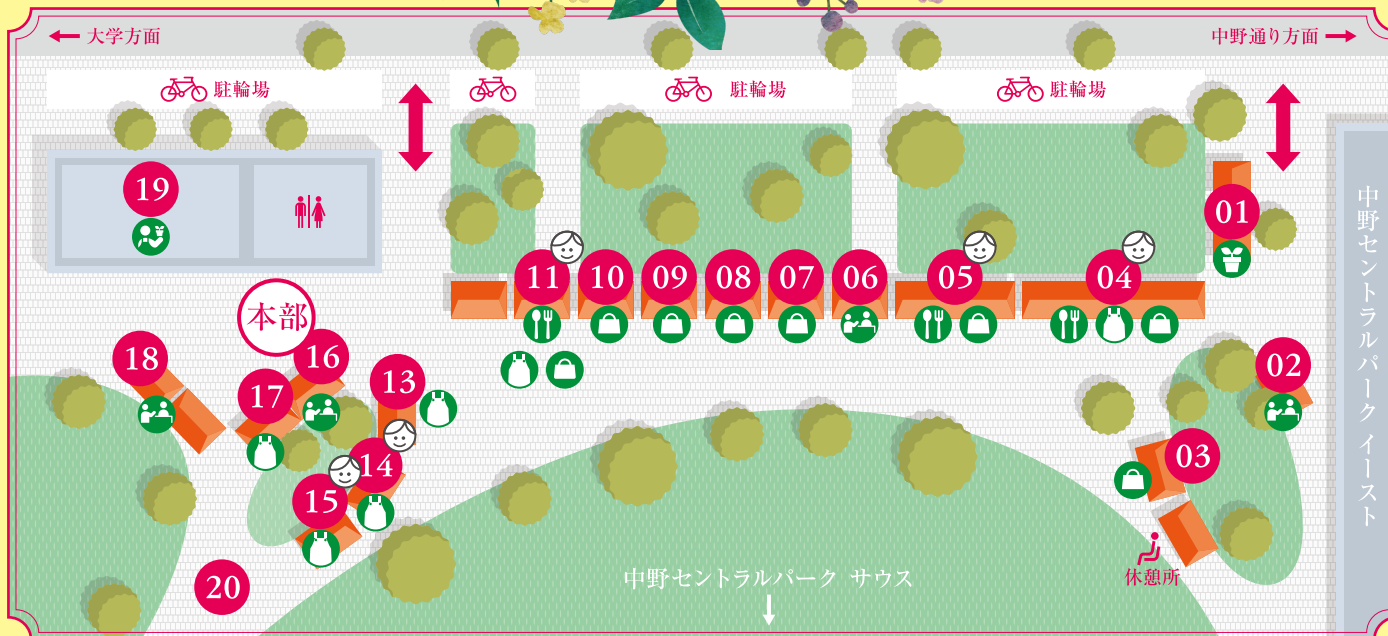 大学方面
中野通り方面
駐輪場
駐輪場
駐輪場
19
01
11
10
09
08
07
06
05
04
本部
18
16
17
13
02
14
03
15
20
休憩所
中野セントラルパーク サウス
中野セントラルパーク イースト